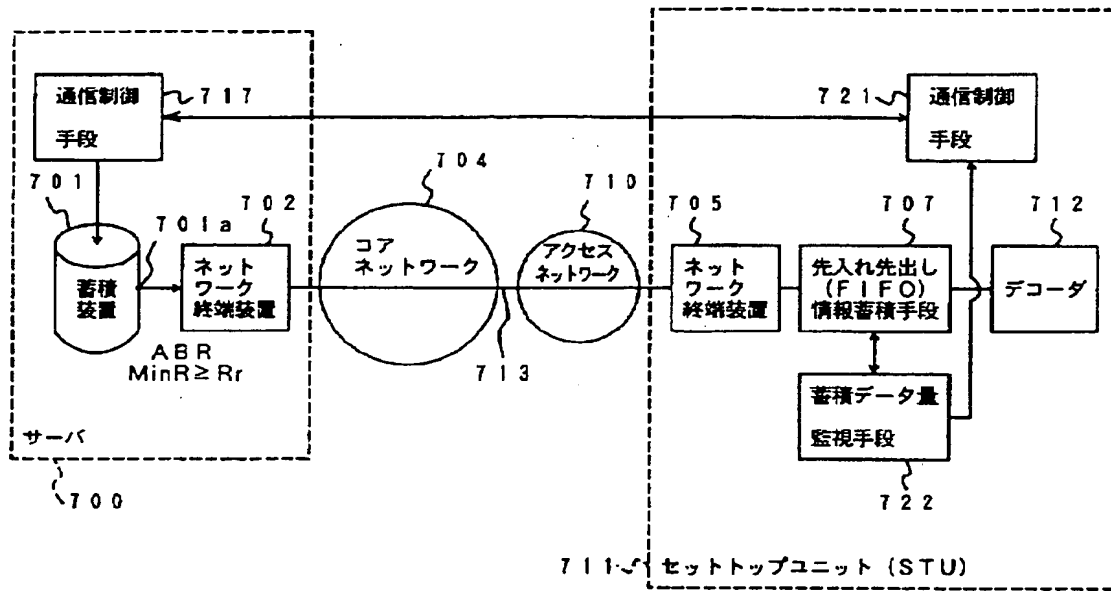 通信制御
手段
717
721
通信制御
手段
704
710
701
701a
702
705
707
712
蓄積
装置
ネット
ワーク
終端装置
コア
ネットワーク
アクセス
ネットワーク
ネット
ワーク
終端装置
先入れ先出し
(FIFO)
情報蓄積手段
デコーダ
ABR
MinR≧Rr
713
蓄積データ量
監視手段
サーバ
700
722
711
セットトップユニット(STU)